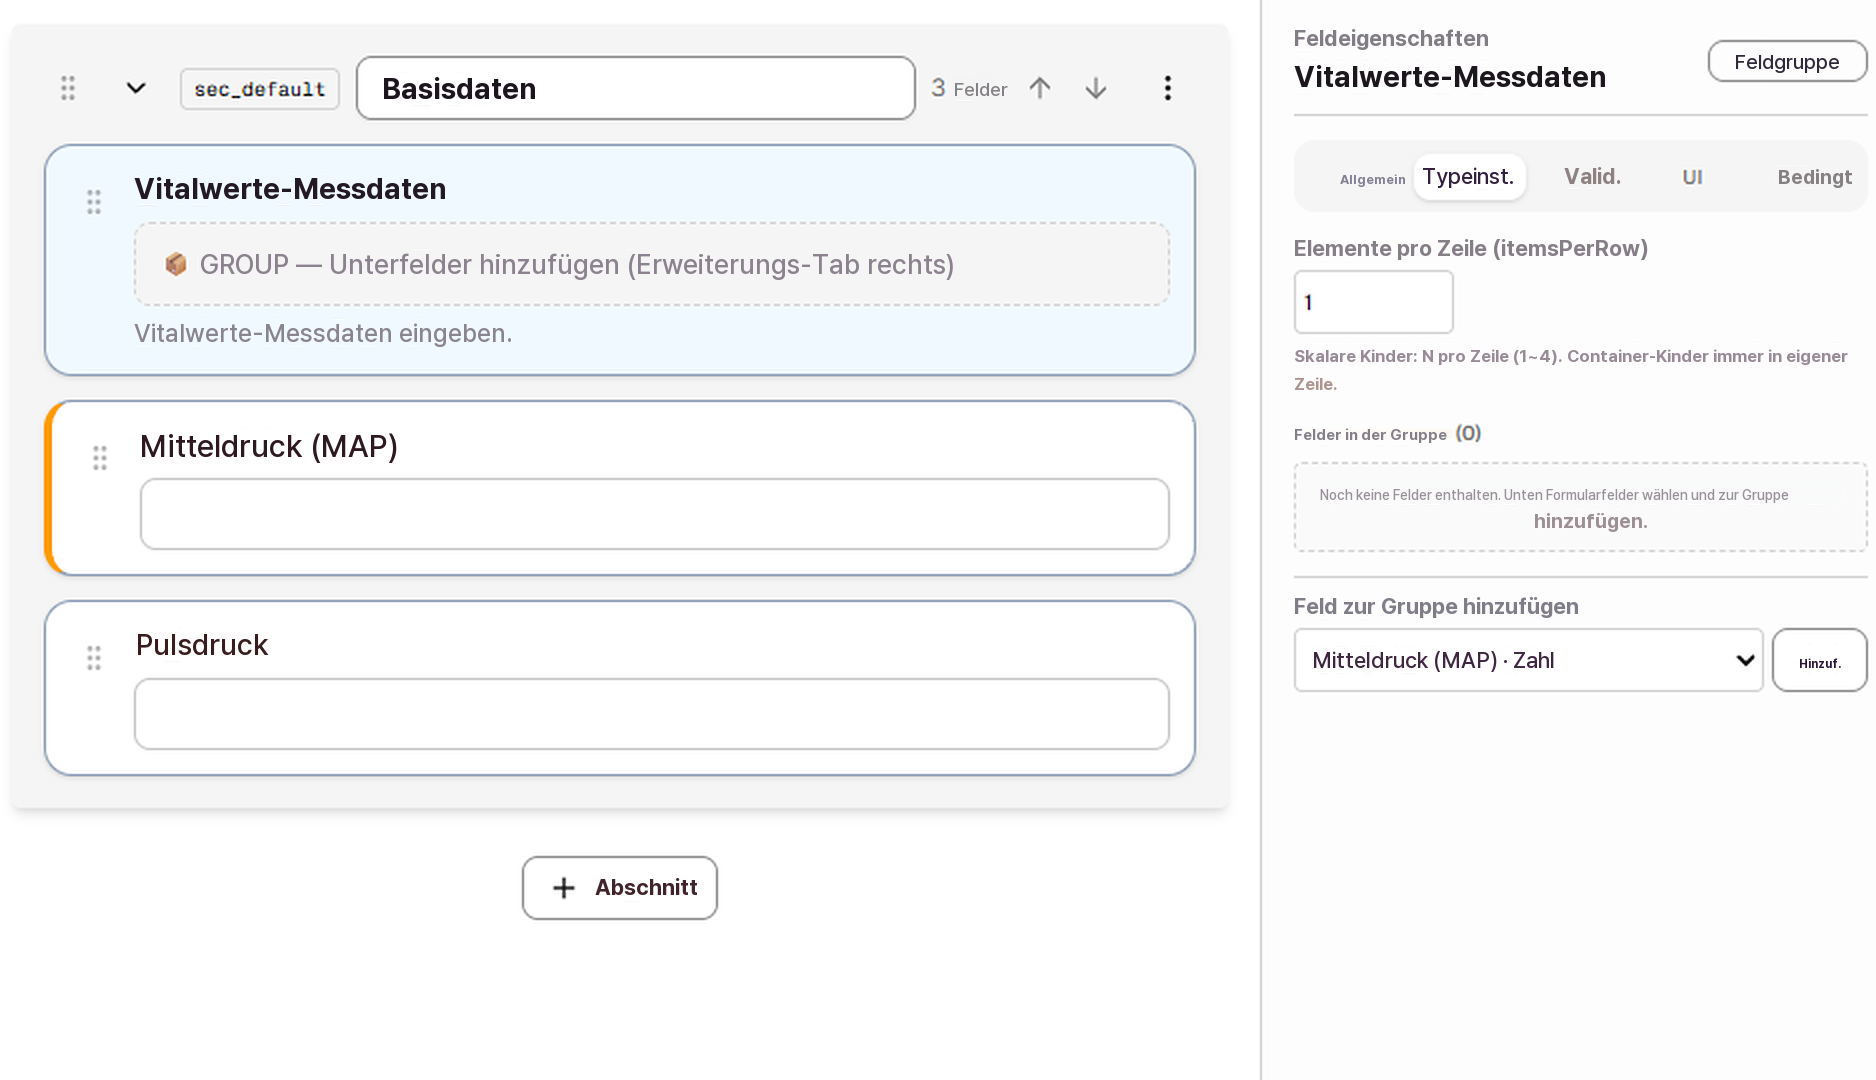 sec_default
Basisdaten
3 Felder
Vitalwerte-Messdaten
GROUP — Unterfelder hinzufügen (Erweiterungs-Tab rechts)
Vitalwerte-Messdaten eingeben.
Mitteldruck (MAP)
Pulsdruck
Abschnitt
Feldeigenschaften
Vitalwerte-Messdaten
Feldgruppe
Allgemein Typeinst. Valid. UI Bedingt
Elemente pro Zeile (itemsPerRow)
1
Skalare Kinder: N pro Zeile (1~4). Container-Kinder immer in eigener
Zeile.
Felder in der Gruppe (0)
Noch keine Felder enthalten. Unten Formularfelder wählen und zur Gruppe
hinzufügen.
Feld zur Gruppe hinzufügen
Mitteldruck (MAP) · Zahl
Hinzuf.